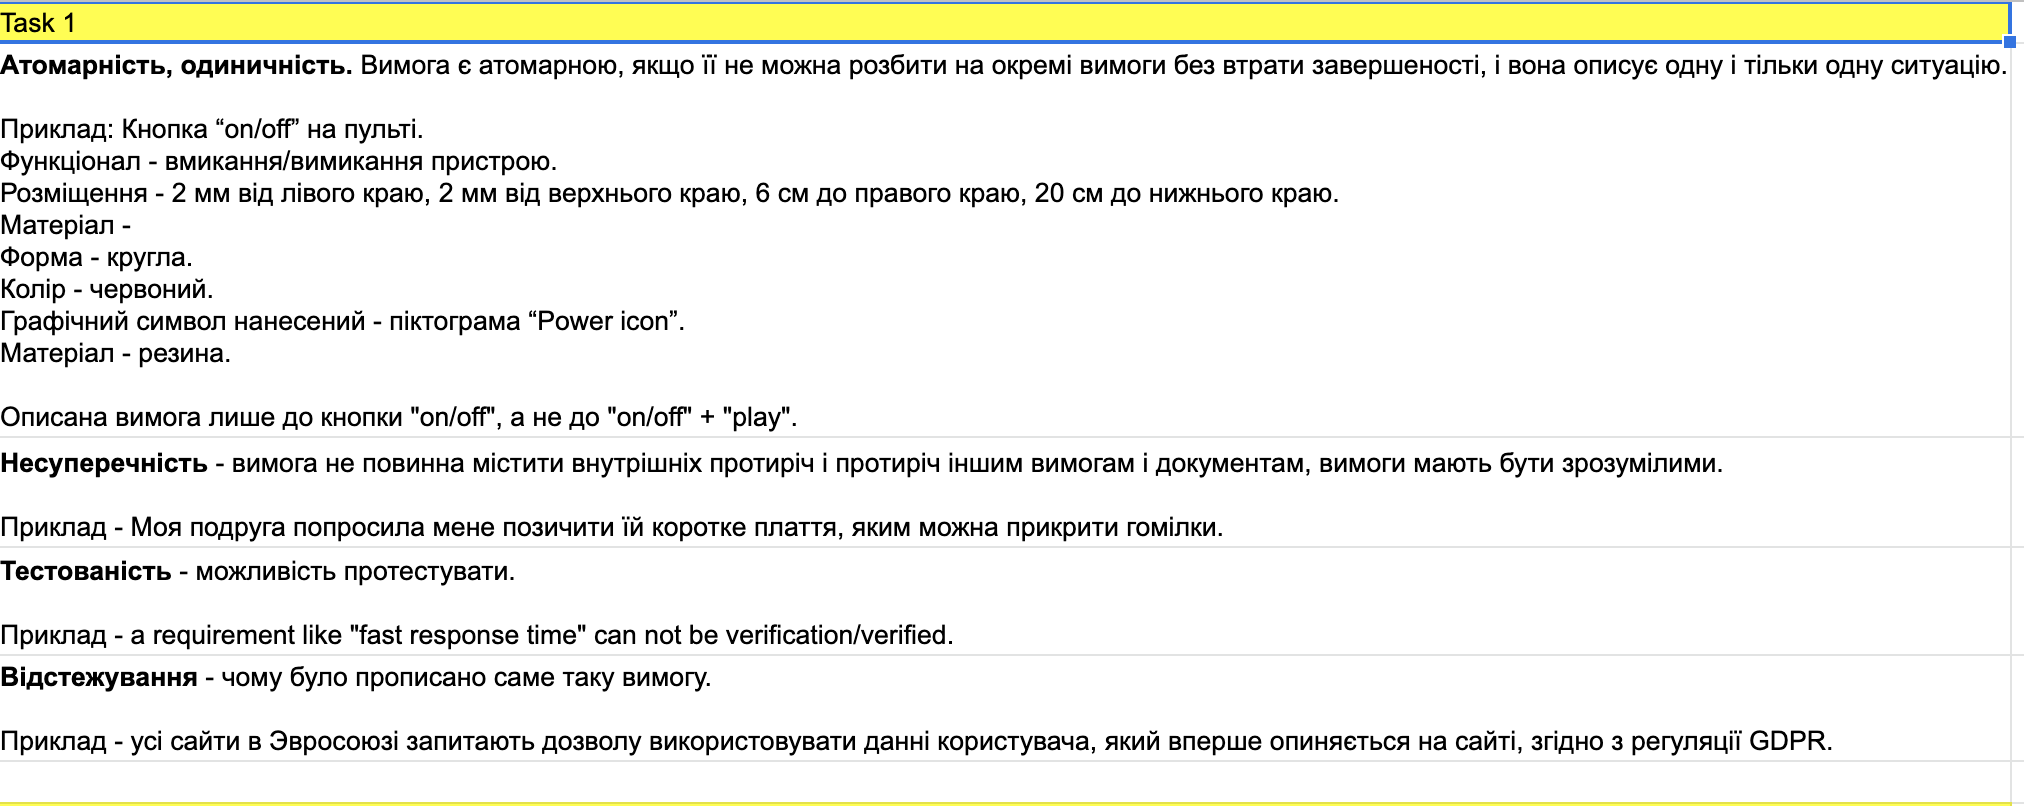 Task 1
Атомарність, одиничність. Вимога є атомарною, якщо її не можна розбити на окремі вимоги без втрати завершеності, і вона описує одну і тільки одну ситуацію.
Приклад: Кнопка “on/off” на пульті.
Функціонал - вмикання/вимикання пристрою.
Розміщення - 2 мм від лівого краю, 2 мм від верхнього краю, 6 см до правого краю, 20 см до нижнього краю.
Матеріал -
Форма - кругла.
Колір - червоний.
Графічний символ нанесений - піктограма “Power icon”.
Матеріал - резина.
Описана вимога лише до кнопки "on/off", а не до "on/off" + "play".
Несуперечність - вимога не повинна містити внутрішніх протиріч і протиріч іншим вимогам і документам, вимоги мають бути зрозумілими.
Приклад - Моя подруга попросила мене позичити їй коротке плаття, яким можна прикрити гомілки.
Тестованість - можливість протестувати.
Приклад - a requirement like "fast response time" can not be verification/verified.
Відстежування - чому було прописано саме таку вимогу.
Приклад - усі сайти в Эвросоюзі запитають дозволу використовувати данні користувача, який вперше опиняється на сайті, згідно з регуляції GDPR.